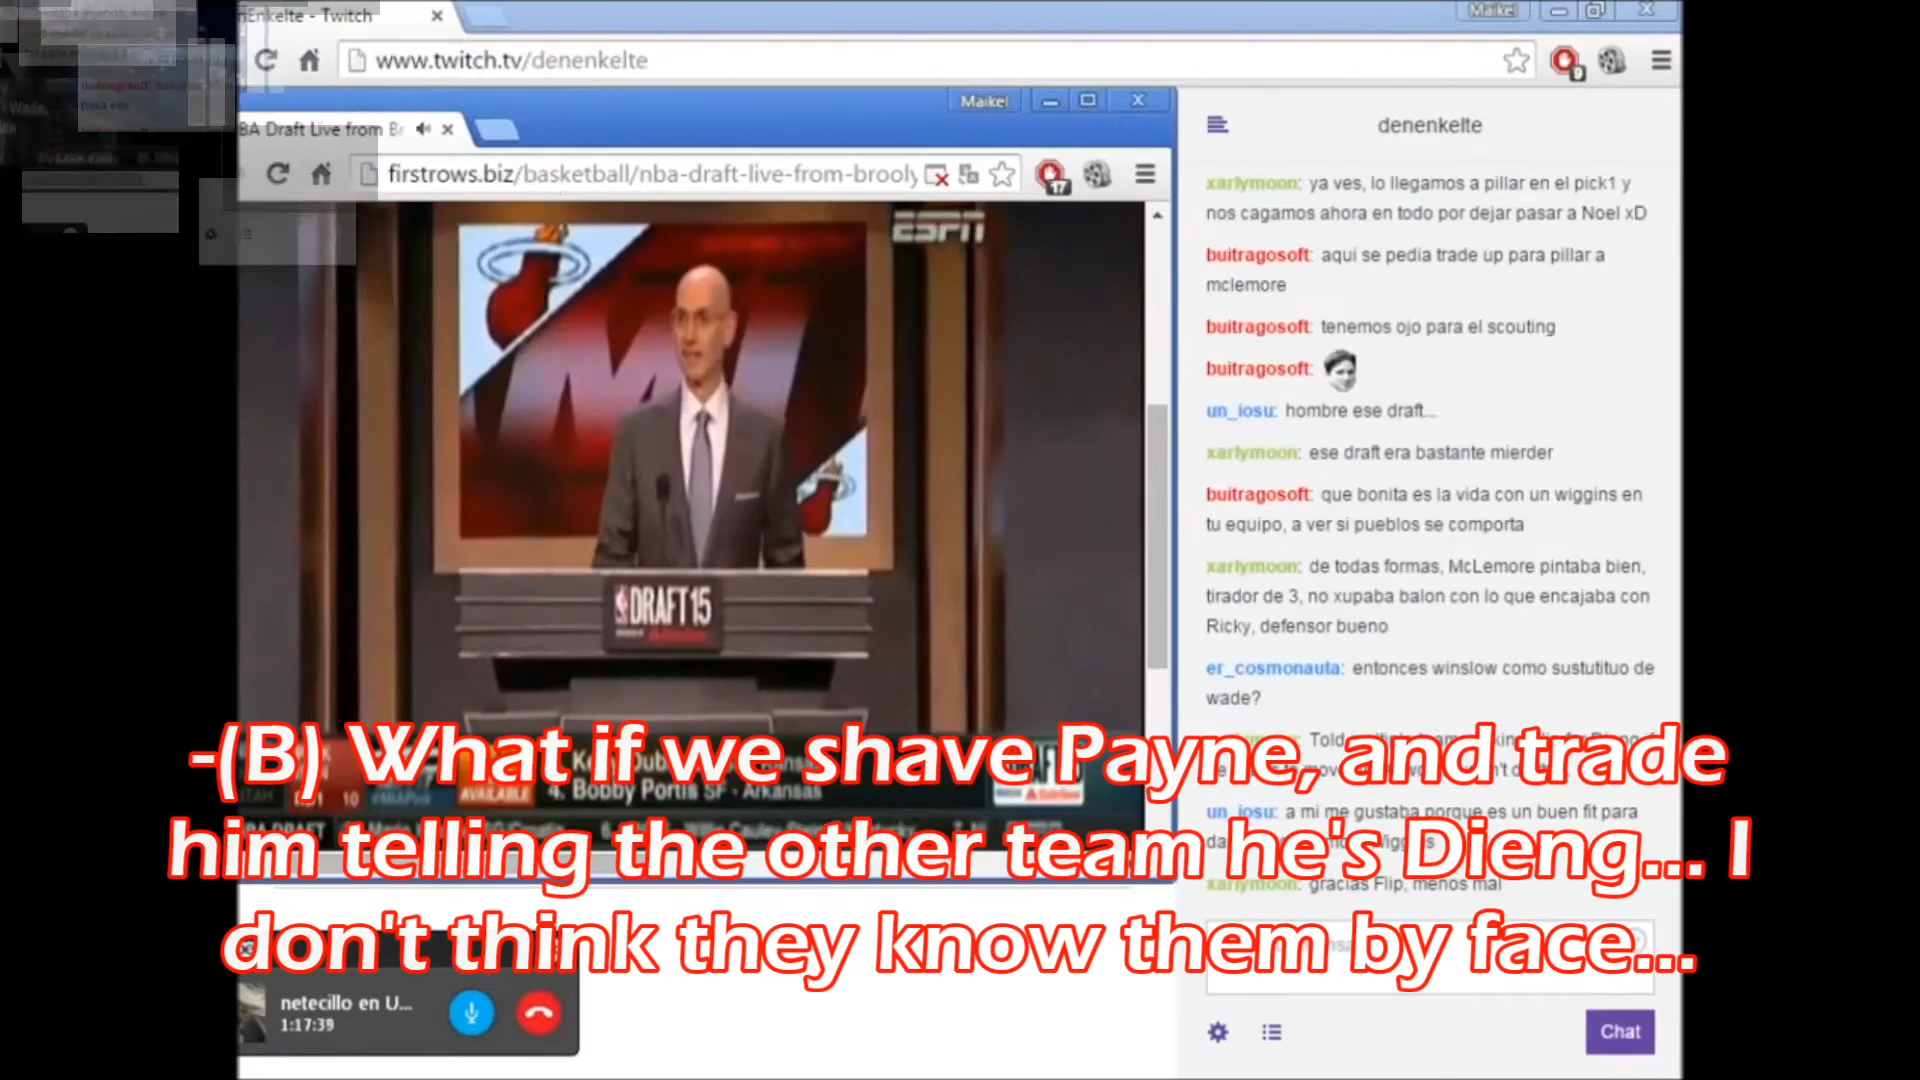 nEnkelte - Twitch
Maikel
www.twitch.tv/denenkelte
9
Maikel
BA Draft Live from Br
firstrows.biz/basketball/nba-draft-live-from-brooly
17
ESPN
DRAFT15
AVAILABLE
4. Bobby Portis SF - Arkansas
denenkelte
xarlymoon: ya ves, lo llegamos a pillar en el pick1 y
nos cagamos ahora en todo por dejar pasar a Noel xD
buitragosoft: aqui se pedia trade up para pillar a
mclemore
buitragosoft: tenemos ojo para el scouting
buitragosoft:
un_iosu: hombre ese draft...
xarlymoon: ese draft era bastante mierder
buitragosoft: que bonita es la vida con un wiggins en
tu equipo, a ver si pueblos se comporta
xarlymoon: de todas formas, McLemore pintaba bien,
tirador de 3, no xupaba balon con lo que encajaba con
Ricky, defensor bueno
er_cosmonauta: entonces winslow como sustutituo de
wade?
Told
un_iosu: a mi me gustaba porque es un buen fit para
xarlymoon: gracias Flip, menos mal
-(B) What if we shave Payne, and trade
him telling the other team he's Dieng... I
don't think they know them by face...
netecillo en U...
1:17:39
Chat